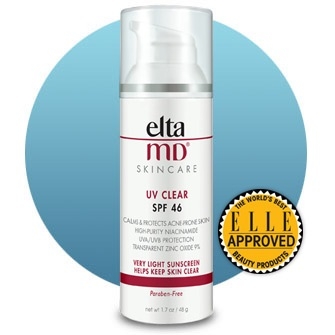 elta
MD®
SKINCARE
UV CLEAR
SPF 46
CALMS & PROTECTS ACNE-PRONE SKIN
HIGH-PURITY NIACINAMIDE
UVA/UVB PROTECTION
TRANSPARENT ZINC OXIDE 9%
VERY LIGHT SUNSCREEN
HELPS KEEP SKIN CLEAR
Paraben-Free
net wt. 1.7 oz / 48 g
THE WORLD'S BEST
ELLE
APPROVED
BEAUTY PRODUCTS